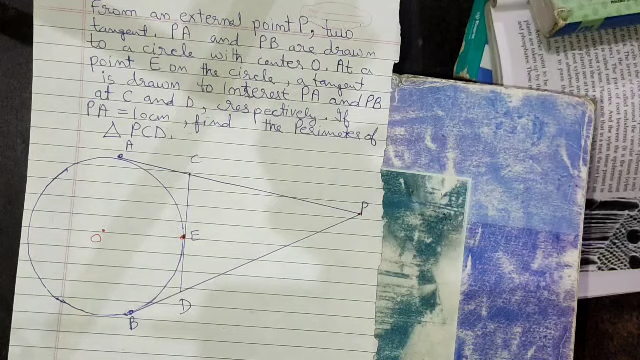 From an external point P, two
tangent, PA and PB are drawn
to a circle with center O. At a
point E on the circle, a tangent
is drawn to interest PA and PB
at C and D, respectively. If
PA = 10cm, find the Perimeter of
△ PCD.
A
C
P
O
E
D
B